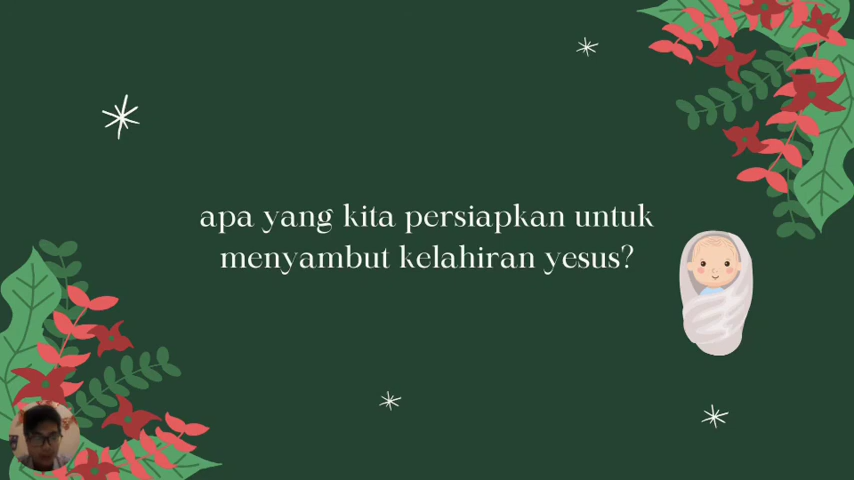 apa yang kita persiapkan untuk
menyambut kelahiran yesus?